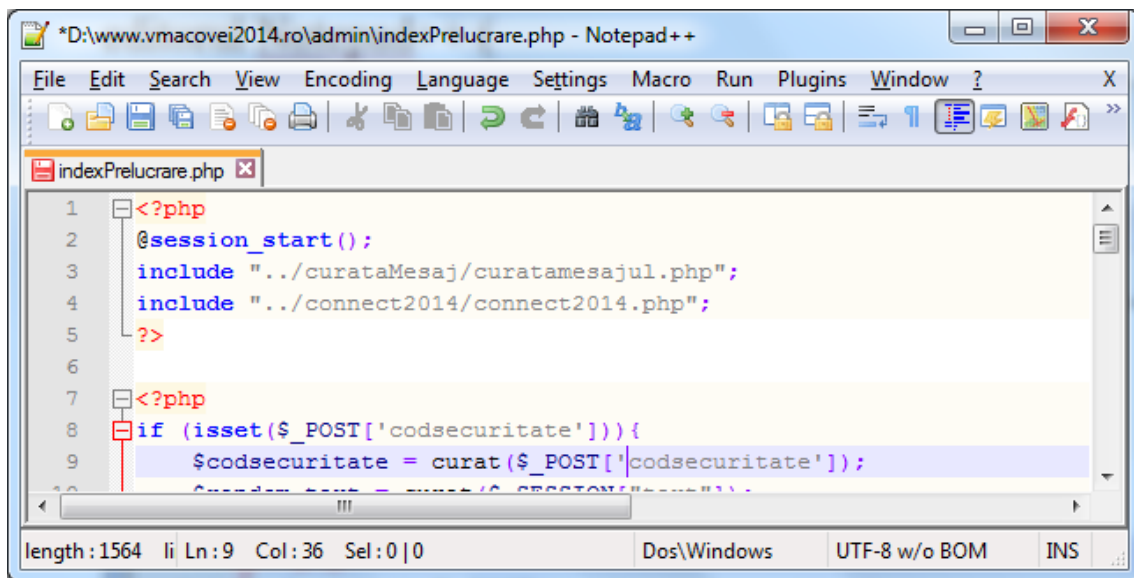 *D:\www.vmacovei2014.ro\admin\indexPrelucrare.php - Notepad++
File Edit Search View Encoding Language Settings Macro Run Plugins Window ? X
indexPrelucrare.php
1 <?php
2 @session_start();
3 include "../curataMesaj/curatamesajul.php";
4 include "../connect2014/connect2014.php";
5 ?>
6
7 <?php
8 if (isset($_POST['codsecuritate'])){
9 $codsecuritate = curat($_POST['codsecuritate']);
length : 1564 li Ln : 9 Col : 36 Sel : 0 | 0 Dos\Windows UTF-8 w/o BOM INS